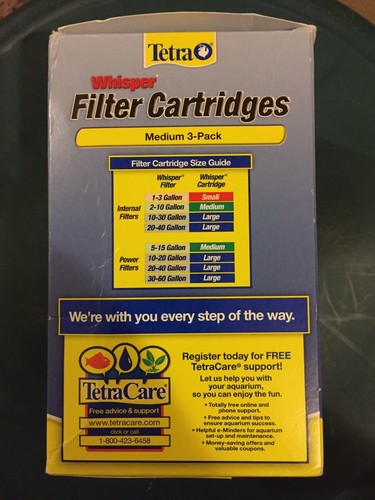 Tetra
Whisper
Filter Cartridges
Medium 3-Pack
Filter Cartridge Size Guide
Whisper® Filter Whisper® Cartridge
Internal Filters
1-3 Gallon Small
2-10 Gallon Medium
10-30 Gallon Large
20-40 Gallon Large
Power Filters
5-15 Gallon Medium
10-20 Gallon Large
20-40 Gallon Large
30-60 Gallon Large
We're with you every step of the way.
TetraCare®
Free advice & support
www.tetracare.com
click or call
1-800-423-6458
Register today for FREE
TetraCare® support!
Let us help you with
your aquarium,
so you can enjoy the fun.
• Totally free online and
phone support.
• Free advice and tips to
ensure aquarium success.
• Helpful e-Minders for aquarium
set-up and maintenance.
• Money-saving offers and
valuable coupons.